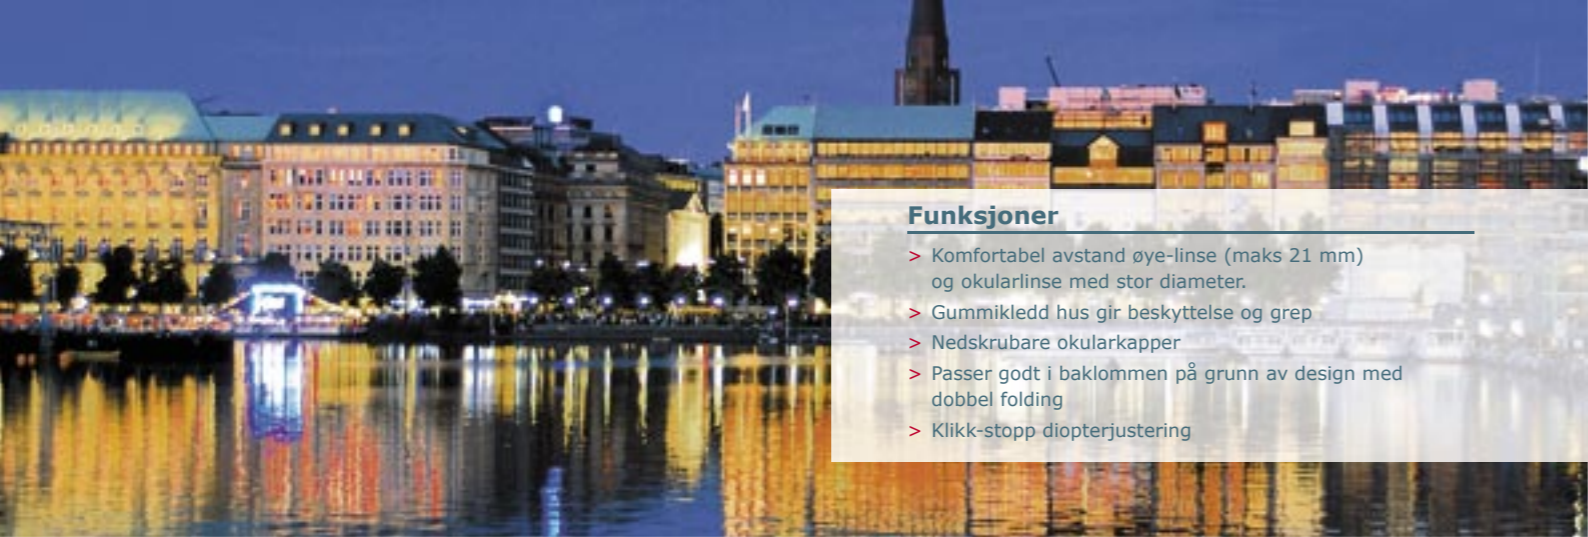 Funksjoner
> Komfortabel avstand øye-linse (maks 21 mm)
og okularlinse med stor diameter.
> Gummikledd hus gir beskyttelse og grep
> Nedskrubare okularkapper
> Passer godt i baklommen på grunn av design med
dobbel folding
> Klikk-stopp diopterjustering